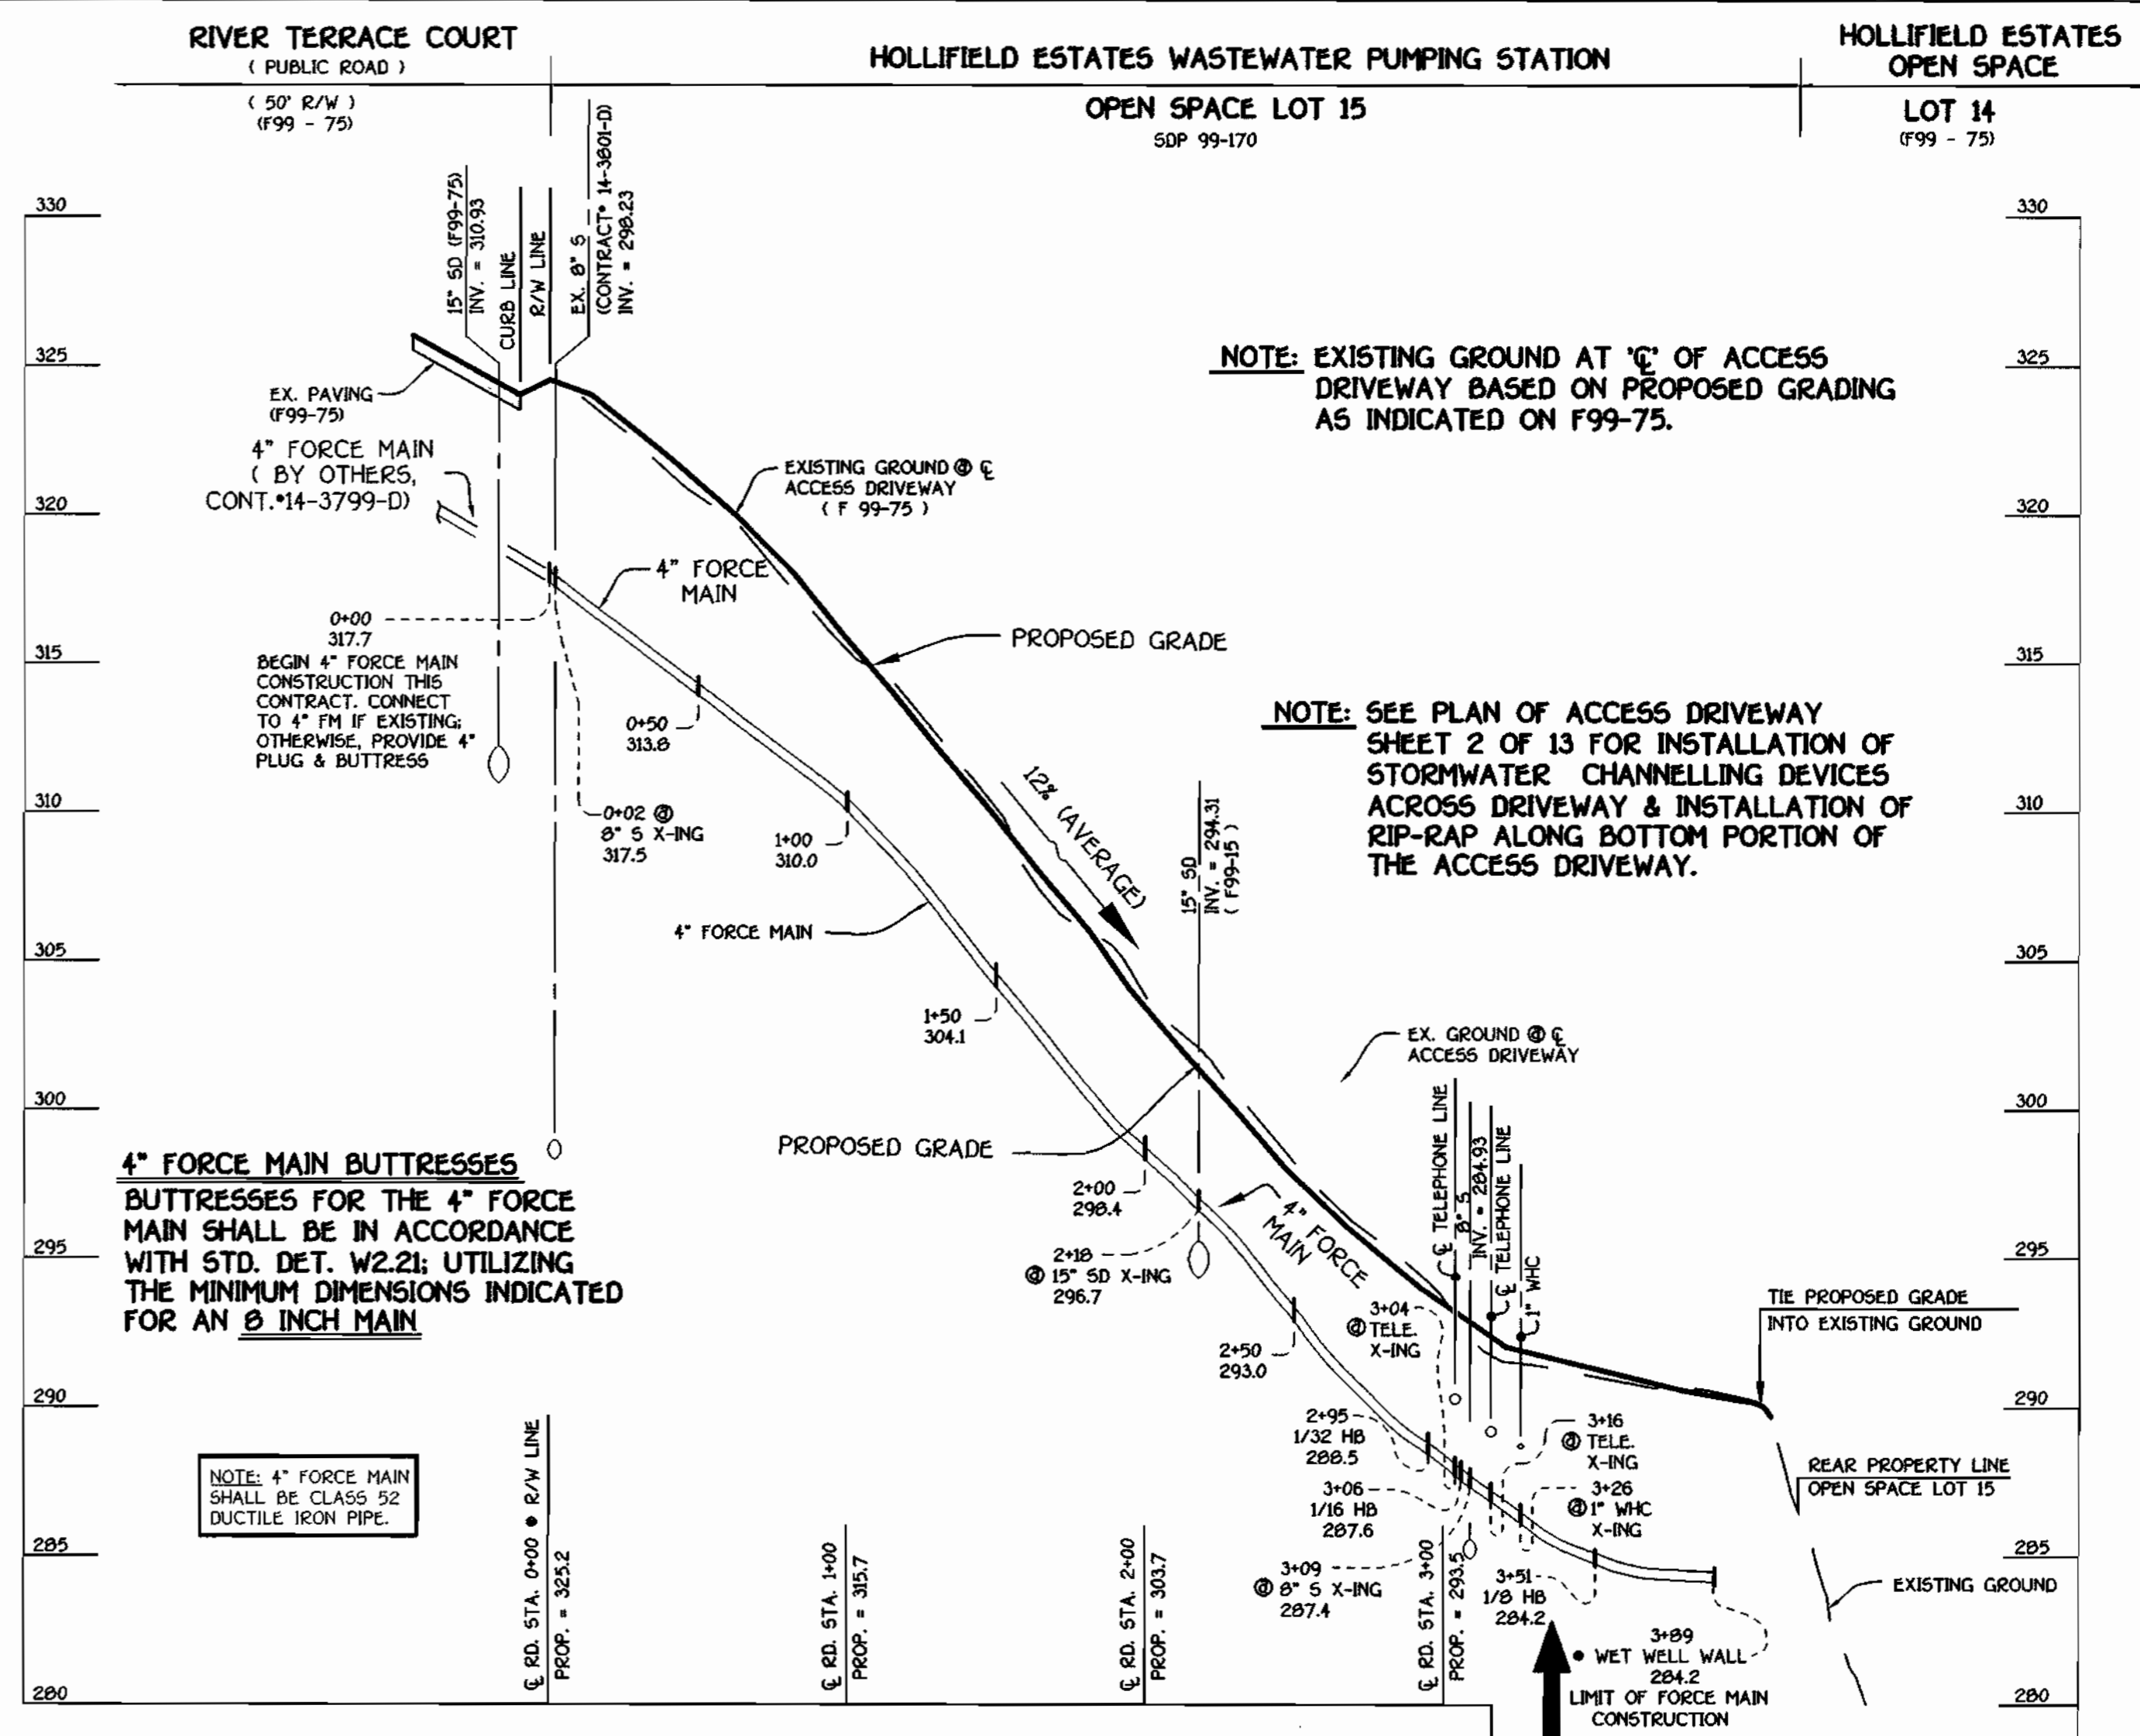 RIVER TERRACE COURT
( PUBLIC ROAD )
( 50' R/W )
(F99 - 75)
HOLLIFIELD ESTATES WASTEWATER PUMPING STATION
OPEN SPACE LOT 15
SDP 99-170
HOLLIFIELD ESTATES
OPEN SPACE
LOT 14
(F99 - 75)
330
325
320
315
310
305
300
295
290
285
280
15" SD (F99-75)
INV. = 310.93
CURB LINE
R/W LINE
EX. 8" S
(CONTRACT# 14-3801-D)
INV. = 298.23
EX. PAVING
(F99-75)
4" FORCE MAIN
( BY OTHERS,
CONT.#14-3799-D)
EXISTING GROUND @ ℄
ACCESS DRIVEWAY
( F 99-75 )
NOTE: EXISTING GROUND AT '℄' OF ACCESS
DRIVEWAY BASED ON PROPOSED GRADING
AS INDICATED ON F99-75.
4" FORCE
MAIN
0+00
317.7
BEGIN 4" FORCE MAIN
CONSTRUCTION THIS
CONTRACT. CONNECT
TO 4" FM IF EXISTING;
OTHERWISE, PROVIDE 4"
PLUG & BUTTRESS
PROPOSED GRADE
0+50
313.8
0+02 @
8" S X-ING
317.5
1+00
310.0
NOTE: SEE PLAN OF ACCESS DRIVEWAY
SHEET 2 OF 13 FOR INSTALLATION OF
STORMWATER CHANNELLING DEVICES
ACROSS DRIVEWAY & INSTALLATION OF
RIP-RAP ALONG BOTTOM PORTION OF
THE ACCESS DRIVEWAY.
12% (AVERAGE)
15" SD
INV. = 294.31
( F99-15 )
4" FORCE MAIN
1+50
304.1
EX. GROUND @ ℄
ACCESS DRIVEWAY
PROPOSED GRADE
4" FORCE MAIN BUTTRESSES
BUTTRESSES FOR THE 4" FORCE
MAIN SHALL BE IN ACCORDANCE
WITH STD. DET. W2.21; UTILIZING
THE MINIMUM DIMENSIONS INDICATED
FOR AN 8 INCH MAIN
2+00
298.4
2+18
@ 15" SD X-ING
296.7
4" FORCE
MAIN
2+50
293.0
℄ TELEPHONE LINE
8" S
INV. = 284.93
℄ TELEPHONE LINE
1" WHC
3+04
@ TELE.
X-ING
TIE PROPOSED GRADE
INTO EXISTING GROUND
2+95
1/32 HB
288.5
3+16
@ TELE.
X-ING
3+06
1/16 HB
287.6
3+26
@ 1" WHC
X-ING
REAR PROPERTY LINE
OPEN SPACE LOT 15
NOTE: 4" FORCE MAIN
SHALL BE CLASS 52
DUCTILE IRON PIPE.
3+09
@ 8" S X-ING
287.4
3+51
1/8 HB
284.2
EXISTING GROUND
3+89
@ WET WELL WALL
284.2
LIMIT OF FORCE MAIN
CONSTRUCTION
℄ RD. STA. 0+00 @ R/W LINE
PROP. = 325.2
℄ RD. STA. 1+00
PROP. = 315.7
℄ RD. STA. 2+00
PROP. = 303.7
℄ RD. STA. 3+00
PROP. = 293.5
330
325
320
315
310
305
300
295
290
285
280